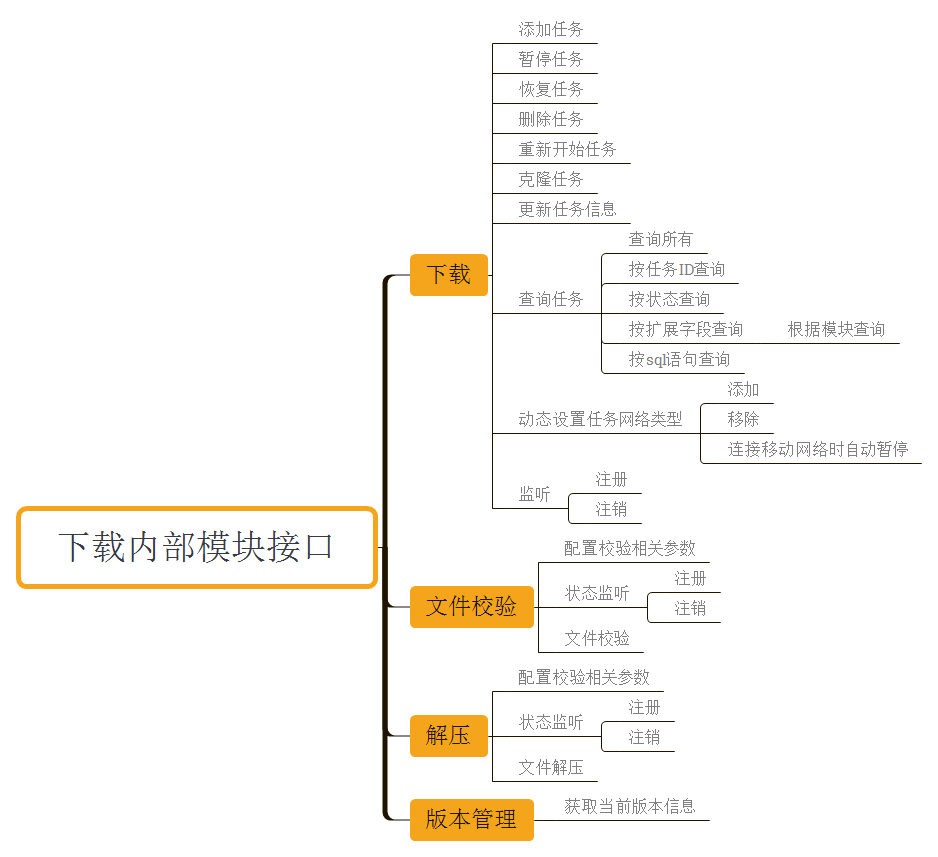 下载内部模块接口
下载
添加任务
暂停任务
恢复任务
删除任务
重新开始任务
克隆任务
更新任务信息
查询任务
查询所有
按任务ID查询
按状态查询
按扩展字段查询
根据模块查询
按sql语句查询
动态设置任务网络类型
添加
移除
连接移动网络时自动暂停
监听
注册
注销
文件校验
配置校验相关参数
状态监听
注册
注销
文件校验
解压
配置校验相关参数
状态监听
注册
注销
文件解压
版本管理
获取当前版本信息